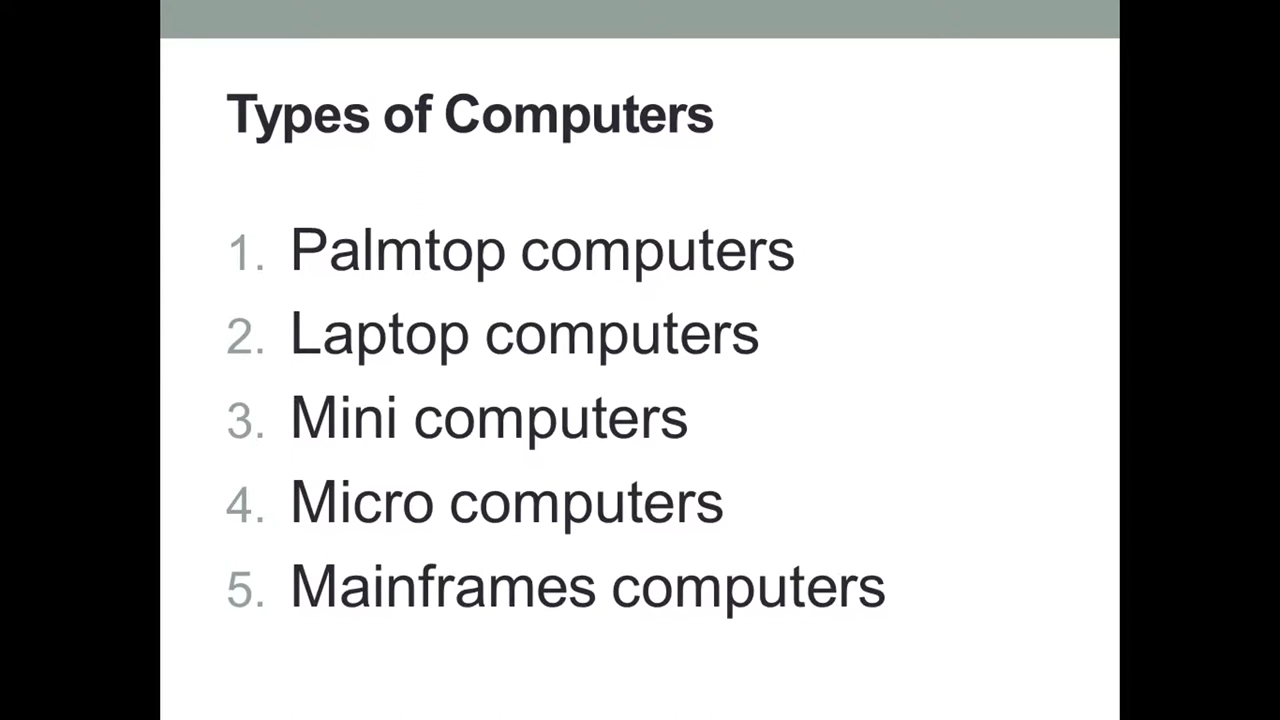 Types of Computers
1. Palmtop computers
2. Laptop computers
3. Mini computers
4. Micro computers
5. Mainframes computers